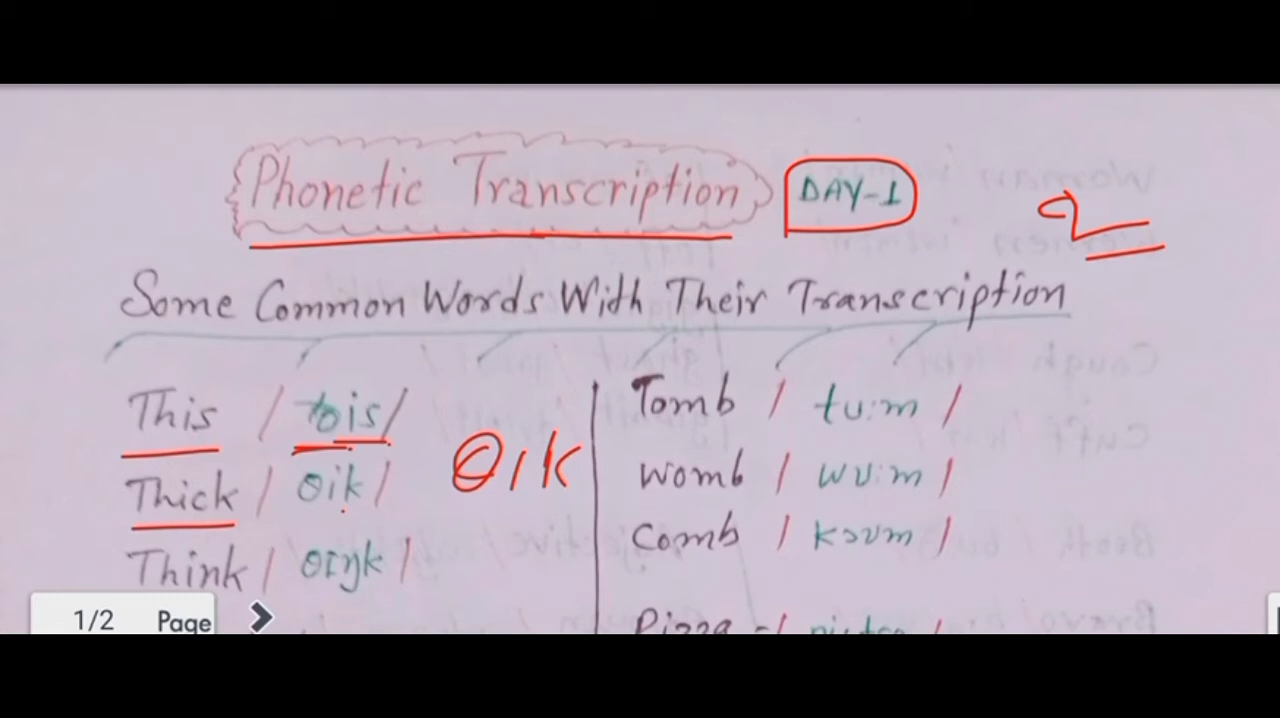 Phonetic Transcription DAY-1
Some Common Words With Their Transcription
This / ðis/
Thick / θik /
θik
Think / θɪŋk /
Tomb / tu:m /
Womb / wu:m /
Comb / kəʊm /
Pizza
1/2 Page